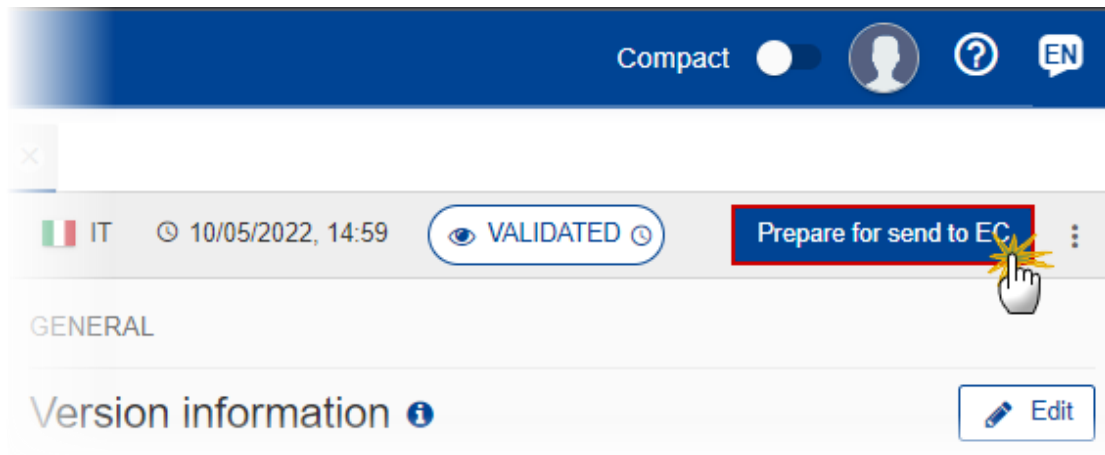 Compact EN
IT 10/05/2022, 14:59 VALIDATED Prepare for send to EC
GENERAL
Version information Edit